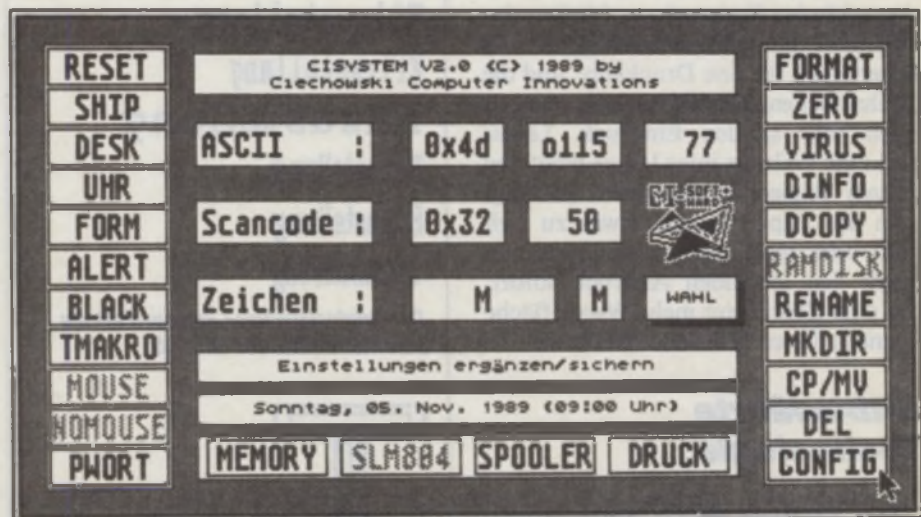 RESET
SHIP
DESK
UHR
FORM
ALERT
BLACK
TMAKRO
MOUSE
NOMOUSE
PWORT
CISYSTEM V2.0 (C) 1989 by
Ciechowski Computer Innovations
ASCII : 0x4d o115 77
Scancode : 0x32 50
SOFT+
HARD
Zeichen : M M WAHL
Einstellungen ergänzen/sichern
Sonntag, 05. Nov. 1989 (09:00 Uhr)
MEMORY SLM804 SPOOLER DRUCK
FORMAT
ZERO
VIRUS
DINFO
DCOPY
RAMDISK
RENAME
MKDIR
CP/MV
DEL
CONFIG